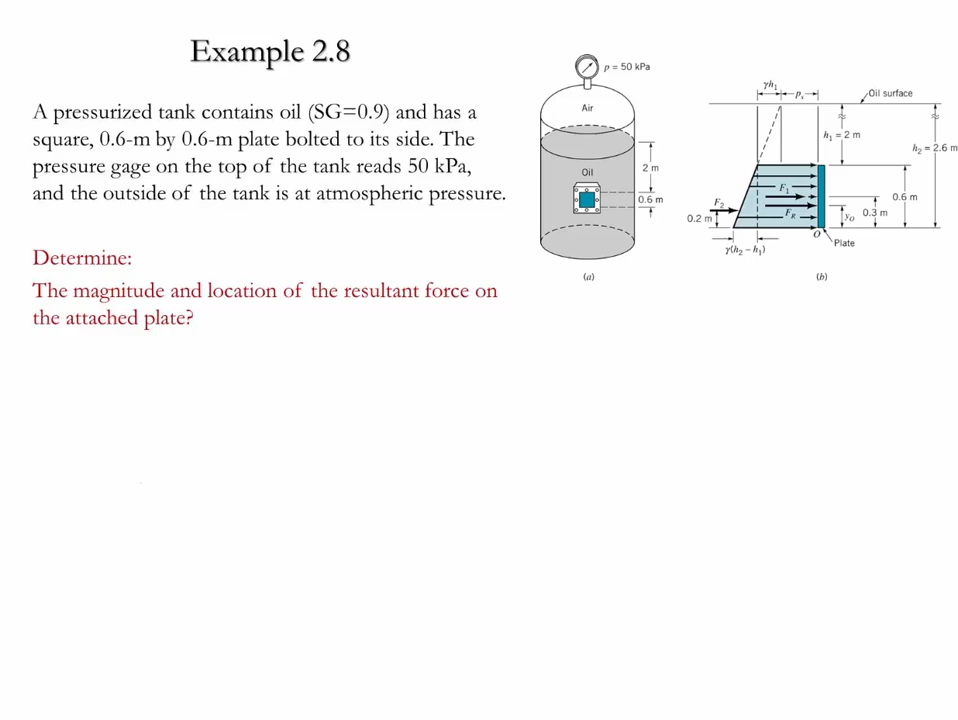 Example 2.8
A pressurized tank contains oil (SG=0.9) and has a
square, 0.6-m by 0.6-m plate bolted to its side. The
pressure gage on the top of the tank reads 50 kPa,
and the outside of the tank is at atmospheric pressure.
Determine:
The magnitude and location of the resultant force on
the attached plate?
p = 50 kPa
Air
Oil
2 m
0.6 m
(a)
γh₁
pₛ
Oil surface
h₁ = 2 m
h₂ = 2.6 m
F₁
F₂
F_R
0.2 m
0.6 m
0.3 m
y_O
O
Plate
γ(h₂ – h₁)
(b)